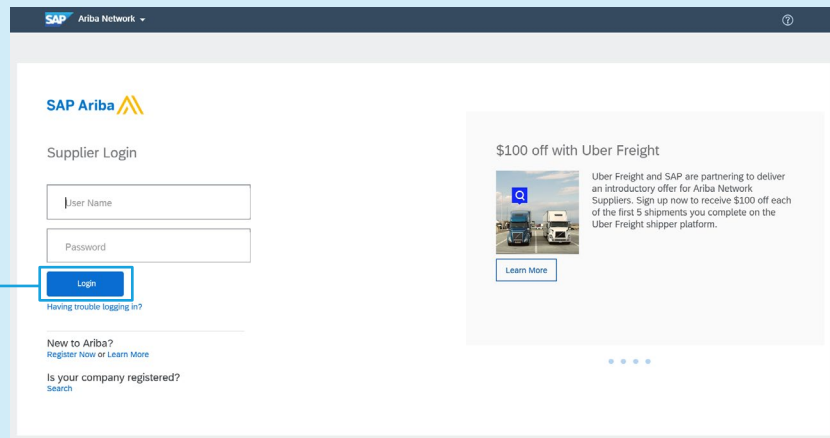 SAP Ariba Network
SAP Ariba
Supplier Login
User Name
Password
Login
Having trouble logging in?
New to Ariba?
Register Now or Learn More
Is your company registered?
Search
$100 off with Uber Freight
Uber Freight and SAP are partnering to deliver
an introductory offer for Ariba Network
Suppliers. Sign up now to receive $100 off each
of the first 5 shipments you complete on the
Uber Freight shipper platform.
Learn More